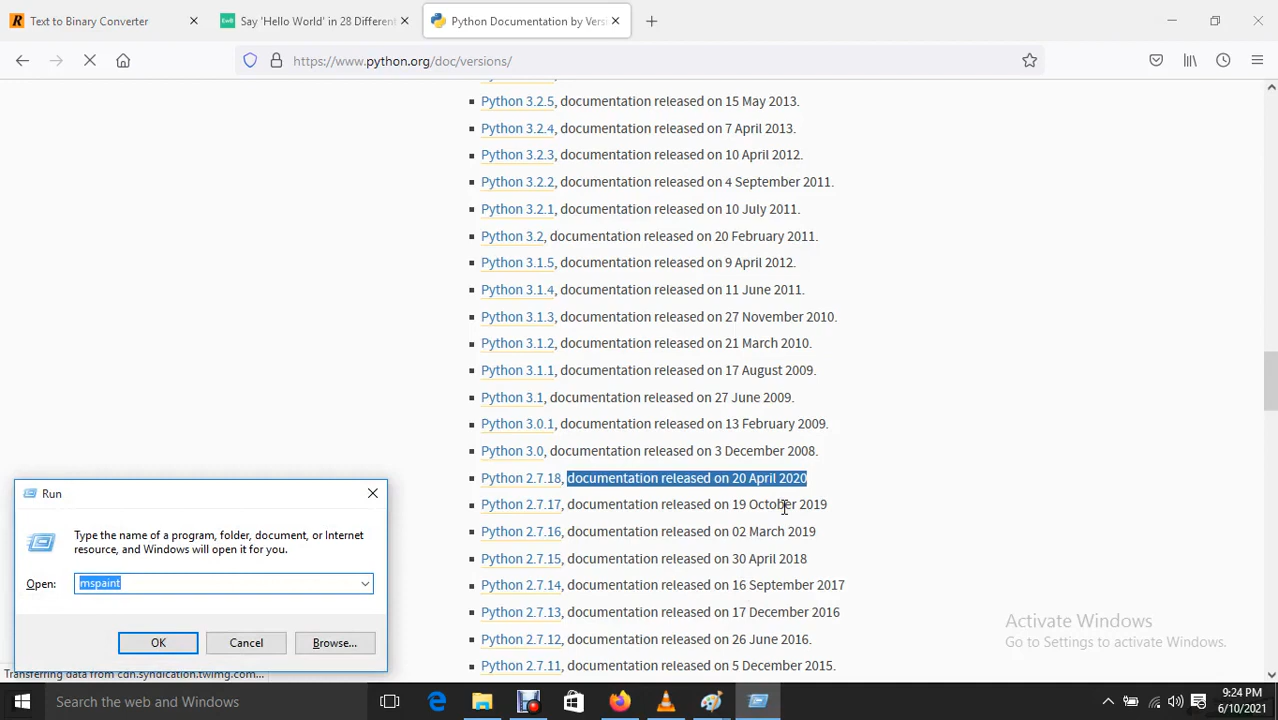 Text to Binary Converter
Say 'Hello World' in 28 Different
Python Documentation by Versi
https://www.python.org/doc/versions/
Python 3.2.5, documentation released on 15 May 2013.
Python 3.2.4, documentation released on 7 April 2013.
Python 3.2.3, documentation released on 10 April 2012.
Python 3.2.2, documentation released on 4 September 2011.
Python 3.2.1, documentation released on 10 July 2011.
Python 3.2, documentation released on 20 February 2011.
Python 3.1.5, documentation released on 9 April 2012.
Python 3.1.4, documentation released on 11 June 2011.
Python 3.1.3, documentation released on 27 November 2010.
Python 3.1.2, documentation released on 21 March 2010.
Python 3.1.1, documentation released on 17 August 2009.
Python 3.1, documentation released on 27 June 2009.
Python 3.0.1, documentation released on 13 February 2009.
Python 3.0, documentation released on 3 December 2008.
Python 2.7.18, documentation released on 20 April 2020
Python 2.7.17, documentation released on 19 October 2019
Python 2.7.16, documentation released on 02 March 2019
Python 2.7.15, documentation released on 30 April 2018
Python 2.7.14, documentation released on 16 September 2017
Python 2.7.13, documentation released on 17 December 2016
Python 2.7.12, documentation released on 26 June 2016.
Python 2.7.11, documentation released on 5 December 2015.
Run
Type the name of a program, folder, document, or Internet
resource, and Windows will open it for you.
Open: mspaint
OK Cancel Browse...
Transferring data from cdn.syndication.twimg.com...
Activate Windows
Go to Settings to activate Windows.
Search the web and Windows
9:24 PM
6/10/2021